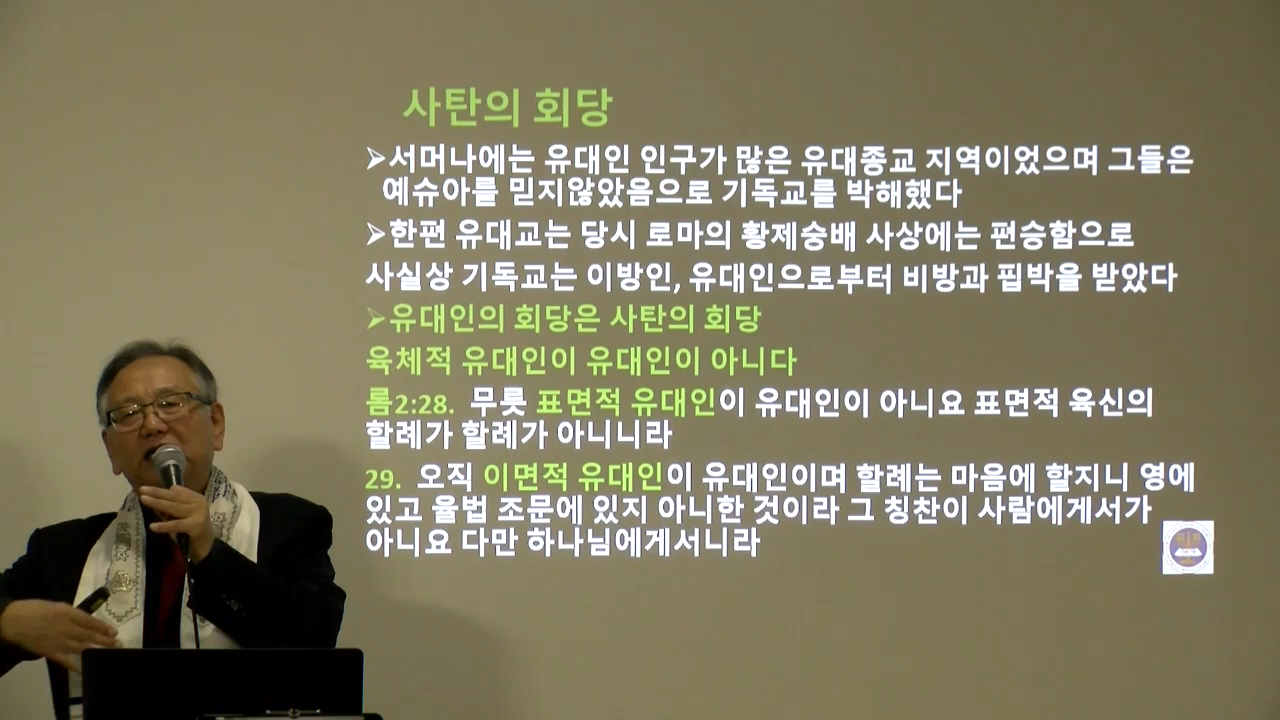 사탄의 회당
➢서머나에는 유대인 인구가 많은 유대종교 지역이었으며 그들은
예슈아를 믿지않았음으로 기독교를 박해했다
➢한편 유대교는 당시 로마의 황제숭배 사상에는 편승함으로
사실상 기독교는 이방인, 유대인으로부터 비방과 핍박을 받았다
➢유대인의 회당은 사탄의 회당
육체적 유대인이 유대인이 아니다
롬2:28. 무릇 표면적 유대인이 유대인이 아니요 표면적 육신의
할례가 할례가 아니니라
29. 오직 이면적 유대인이 유대인이며 할례는 마음에 할지니 영에
있고 율법 조문에 있지 아니한 것이라 그 칭찬이 사람에게서가
아니요 다만 하나님에게서니라